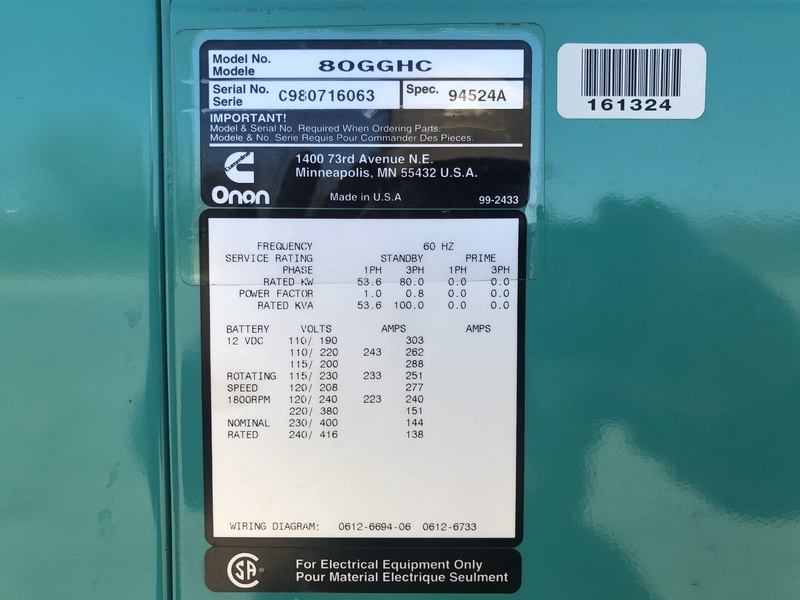 Model No. 80GGHC
Modele
Serial No. C980716063 Spec. 94524A
Serie
IMPORTANT!
Model & Serial No. Required When Ordering Parts.
Modele & No. Serie Requis Pour Commander Des Pieces.
Cummins
1400 73rd Avenue N.E.
Minneapolis, MN 55432 U.S.A.
Onan
Made in U.S.A
99-2433
161324
FREQUENCY 60 HZ
SERVICE RATING STANDBY PRIME
PHASE 1PH 3PH 1PH 3PH
RATED KW 53.6 80.0 0.0 0.0
POWER FACTOR 1.0 0.8 0.0 0.0
RATED KVA 53.6 100.0 0.0 0.0
BATTERY VOLTS AMPS AMPS
12 VDC 110/ 190 303
110/ 220 243 262
115/ 200 288
ROTATING 115/ 230 233 251
SPEED 120/ 208 277
1800RPM 120/ 240 223 240
220/ 380 151
NOMINAL 230/ 400 144
RATED 240/ 416 138
WIRING DIAGRAM: 0612-6694-06 0612-6733
CSA ®
For Electrical Equipment Only
Pour Material Electrique Seulment